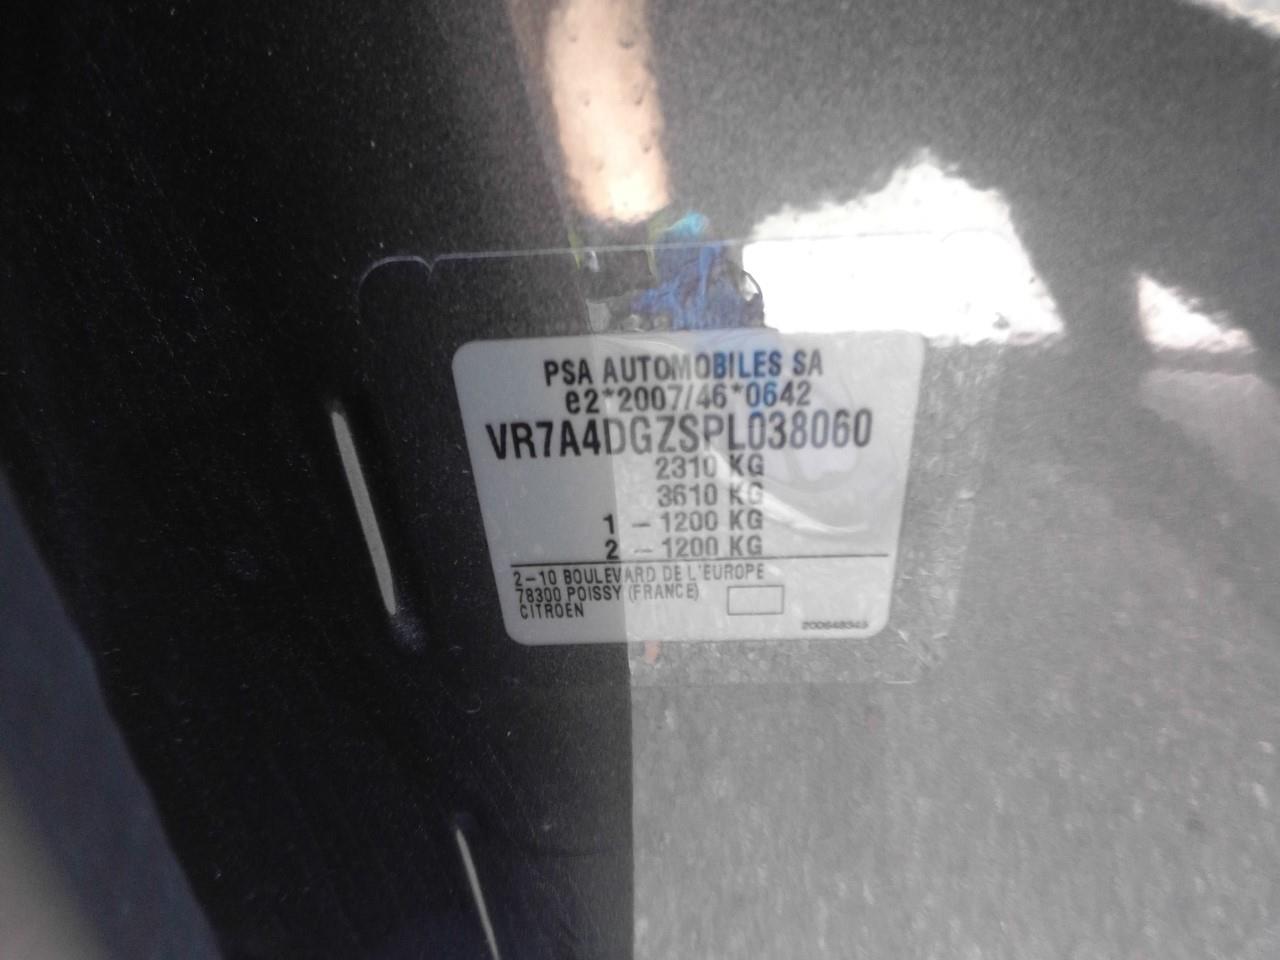 PSA AUTOMOBILES SA
e2*2007/46*0642
VR7A4DGZSPL038060
2310 KG
3610 KG
1 - 1200 KG
2 - 1200 KG
2-10 BOULEVARD DE L'EUROPE
78300 POISSY (FRANCE)
CITROEN